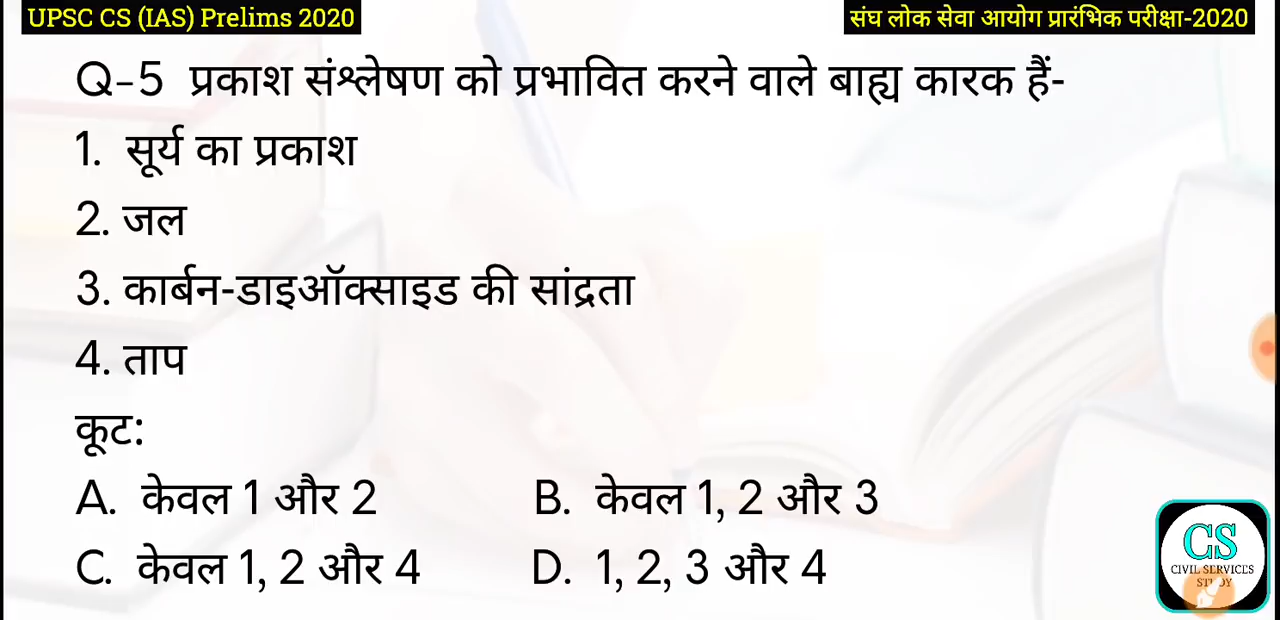 UPSC CS (IAS) Prelims 2020
संघ लोक सेवा आयोग प्रारंभिक परीक्षा-2020
Q-5 प्रकाश संश्लेषण को प्रभावित करने वाले बाह्य कारक हैं-
1. सूर्य का प्रकाश
2. जल
3. कार्बन-डाइऑक्साइड की सांद्रता
4. ताप
कूट:
A. केवल 1 और 2 B. केवल 1, 2 और 3
C. केवल 1, 2 और 4 D. 1, 2, 3 और 4
CS
CIVIL SERVICES